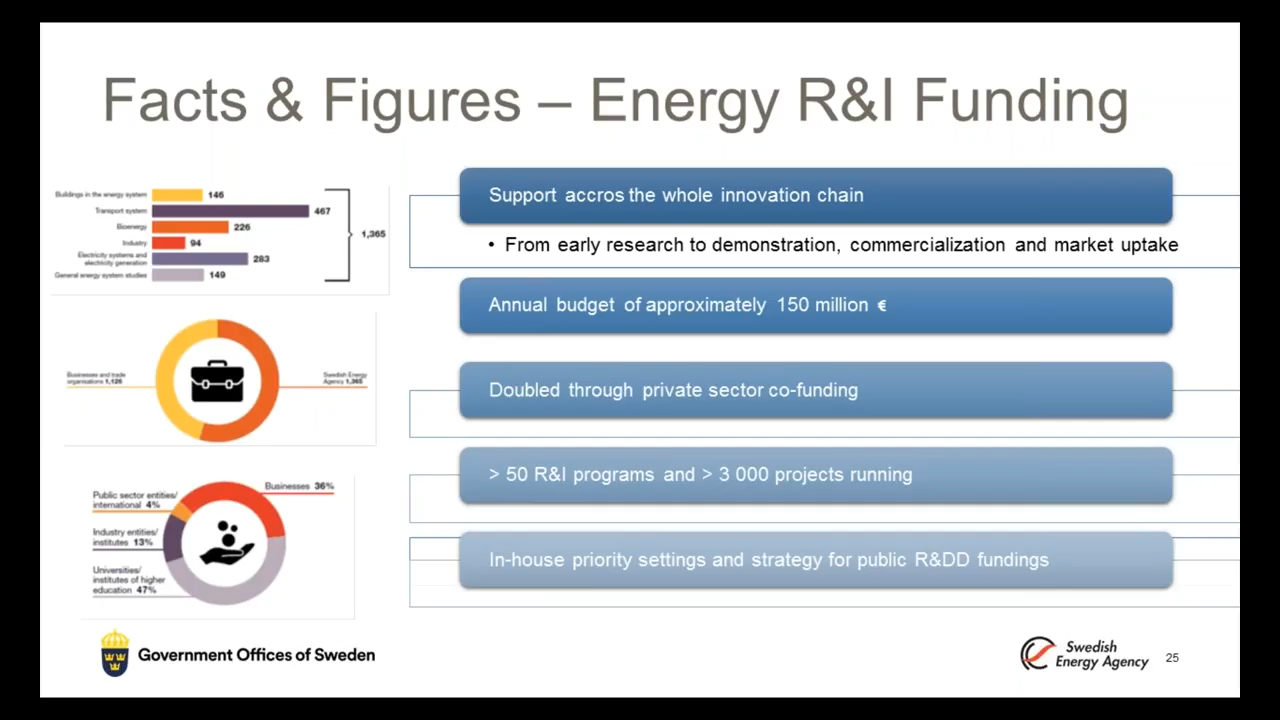 Facts & Figures – Energy R&I Funding
Buildings in the energy system 146
Transport system 467
Bioenergy 226
Industry 94
Electricity systems and
electricity generation 283
General energy system studies 149
1,365
Businesses and trade
organisations 1,126
Swedish Energy
Agency 1,365
Businesses 36%
Public sector entities/
international 4%
Industry entities/
institutes 13%
Universities/
institutes of higher
education 47%
Support accros the whole innovation chain
• From early research to demonstration, commercialization and market uptake
Annual budget of approximately 150 million €
Doubled through private sector co-funding
> 50 R&I programs and > 3 000 projects running
In-house priority settings and strategy for public R&DD fundings
Government Offices of Sweden
Swedish
Energy Agency
25